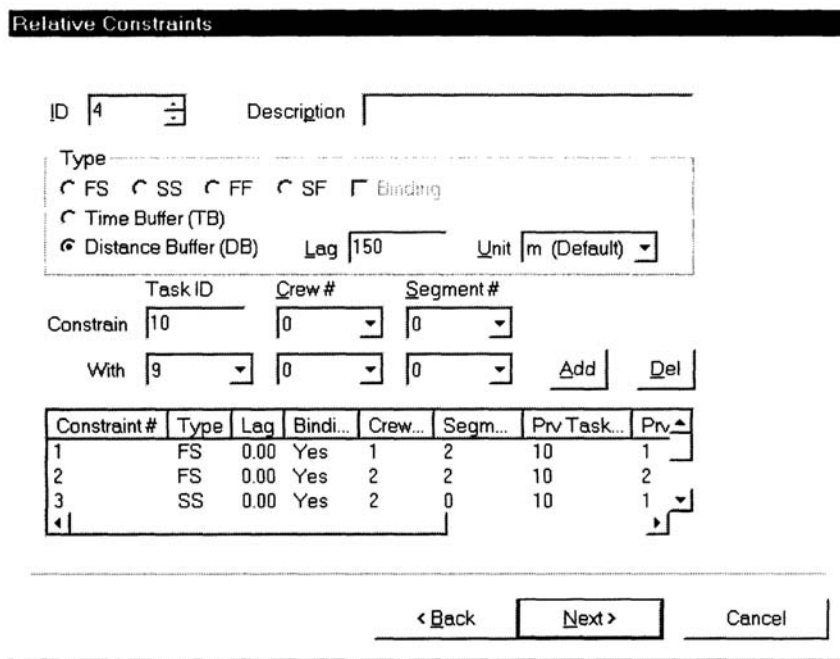 Relative Constraints
ID 4 Description
Type
FS SS FF SF Binding
Time Buffer (TB)
Distance Buffer (DB) Lag 150 Unit m (Default)
Task ID Crew # Segment #
Constrain 10 0 0
With 9 0 0 Add Del
Constraint # Type Lag Bindi... Crew... Segm... Prv Task... Prv
1 FS 0.00 Yes 1 2 10 1
2 FS 0.00 Yes 2 2 10 2
3 SS 0.00 Yes 2 0 10 1
< Back Next > Cancel